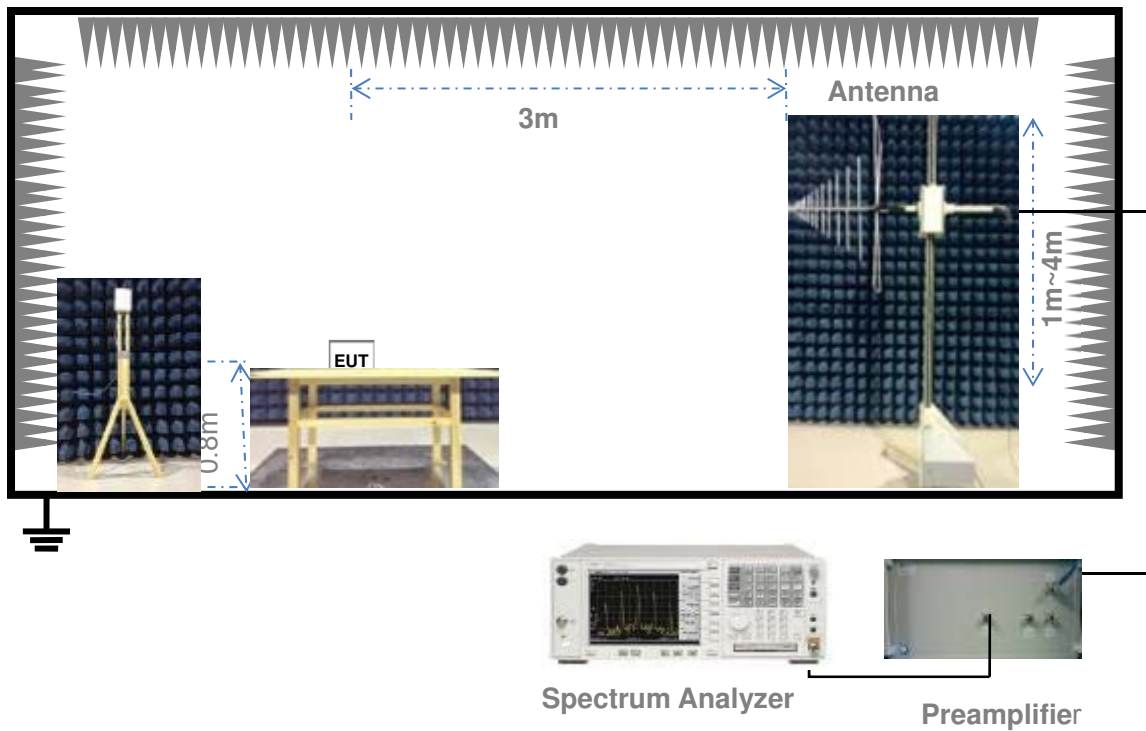 Antenna
3m
1m~4m
EUT
0.8m
Spectrum Analyzer
Preamplifier